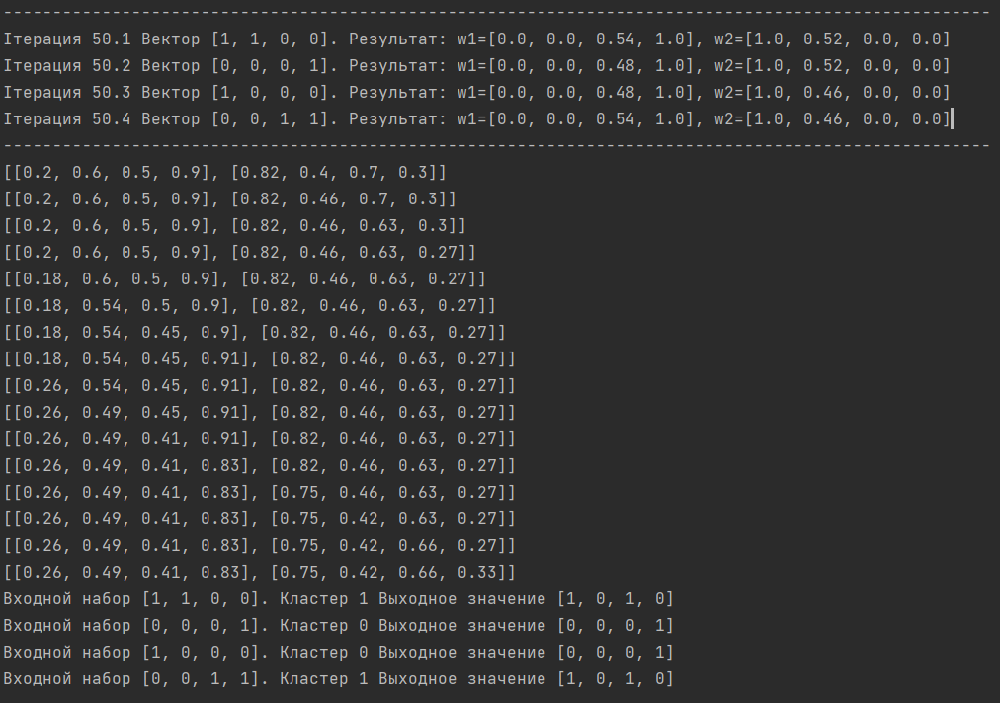 ----------------------------------------------------------------------------------------------------
Ітерация 50.1 Вектор [1, 1, 0, 0]. Результат: w1=[0.0, 0.0, 0.54, 1.0], w2=[1.0, 0.52, 0.0, 0.0]
Ітерация 50.2 Вектор [0, 0, 0, 1]. Результат: w1=[0.0, 0.0, 0.48, 1.0], w2=[1.0, 0.52, 0.0, 0.0]
Ітерация 50.3 Вектор [1, 0, 0, 0]. Результат: w1=[0.0, 0.0, 0.48, 1.0], w2=[1.0, 0.46, 0.0, 0.0]
Ітерация 50.4 Вектор [0, 0, 1, 1]. Результат: w1=[0.0, 0.0, 0.54, 1.0], w2=[1.0, 0.46, 0.0, 0.0]
----------------------------------------------------------------------------------------------------
[[0.2, 0.6, 0.5, 0.9], [0.82, 0.4, 0.7, 0.3]]
[[0.2, 0.6, 0.5, 0.9], [0.82, 0.46, 0.7, 0.3]]
[[0.2, 0.6, 0.5, 0.9], [0.82, 0.46, 0.63, 0.3]]
[[0.2, 0.6, 0.5, 0.9], [0.82, 0.46, 0.63, 0.27]]
[[0.18, 0.6, 0.5, 0.9], [0.82, 0.46, 0.63, 0.27]]
[[0.18, 0.54, 0.5, 0.9], [0.82, 0.46, 0.63, 0.27]]
[[0.18, 0.54, 0.45, 0.9], [0.82, 0.46, 0.63, 0.27]]
[[0.18, 0.54, 0.45, 0.91], [0.82, 0.46, 0.63, 0.27]]
[[0.26, 0.54, 0.45, 0.91], [0.82, 0.46, 0.63, 0.27]]
[[0.26, 0.49, 0.45, 0.91], [0.82, 0.46, 0.63, 0.27]]
[[0.26, 0.49, 0.41, 0.91], [0.82, 0.46, 0.63, 0.27]]
[[0.26, 0.49, 0.41, 0.83], [0.82, 0.46, 0.63, 0.27]]
[[0.26, 0.49, 0.41, 0.83], [0.75, 0.46, 0.63, 0.27]]
[[0.26, 0.49, 0.41, 0.83], [0.75, 0.42, 0.63, 0.27]]
[[0.26, 0.49, 0.41, 0.83], [0.75, 0.42, 0.66, 0.27]]
[[0.26, 0.49, 0.41, 0.83], [0.75, 0.42, 0.66, 0.33]]
Входной набор [1, 1, 0, 0]. Кластер 1 Выходное значение [1, 0, 1, 0]
Входной набор [0, 0, 0, 1]. Кластер 0 Выходное значение [0, 0, 0, 1]
Входной набор [1, 0, 0, 0]. Кластер 0 Выходное значение [0, 0, 0, 1]
Входной набор [0, 0, 1, 1]. Кластер 1 Выходное значение [1, 0, 1, 0]